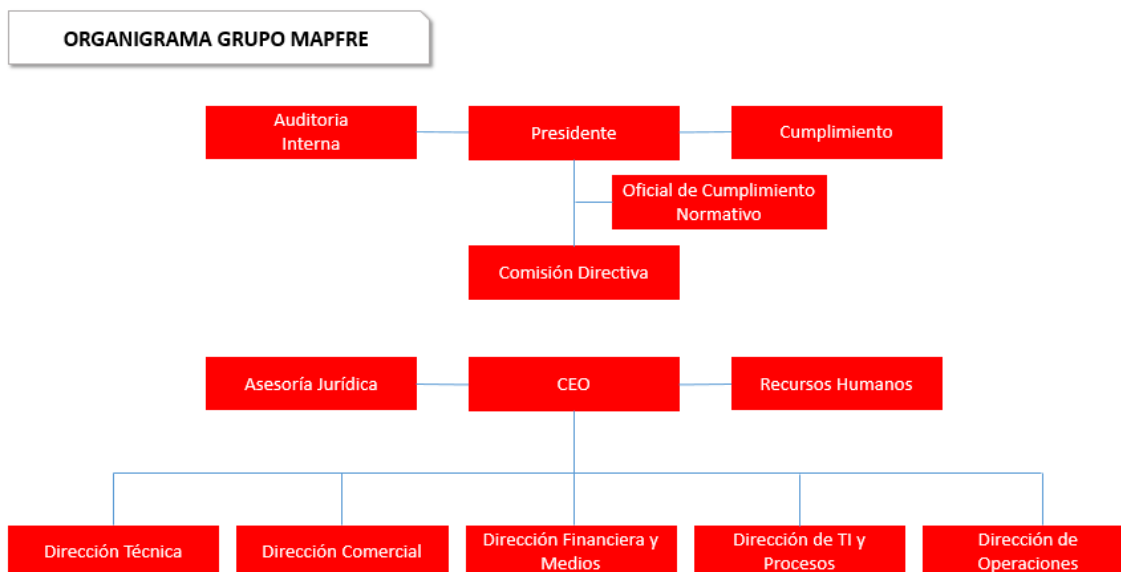 ORGANIGRAMA GRUPO MAPFRE
Auditoria
Interna
Presidente
Cumplimiento
Oficial de Cumplimiento
Normativo
Comisión Directiva
Asesoría Jurídica
CEO
Recursos Humanos
Dirección Técnica
Dirección Comercial
Dirección Financiera y
Medios
Dirección de TI y
Procesos
Dirección de
Operaciones